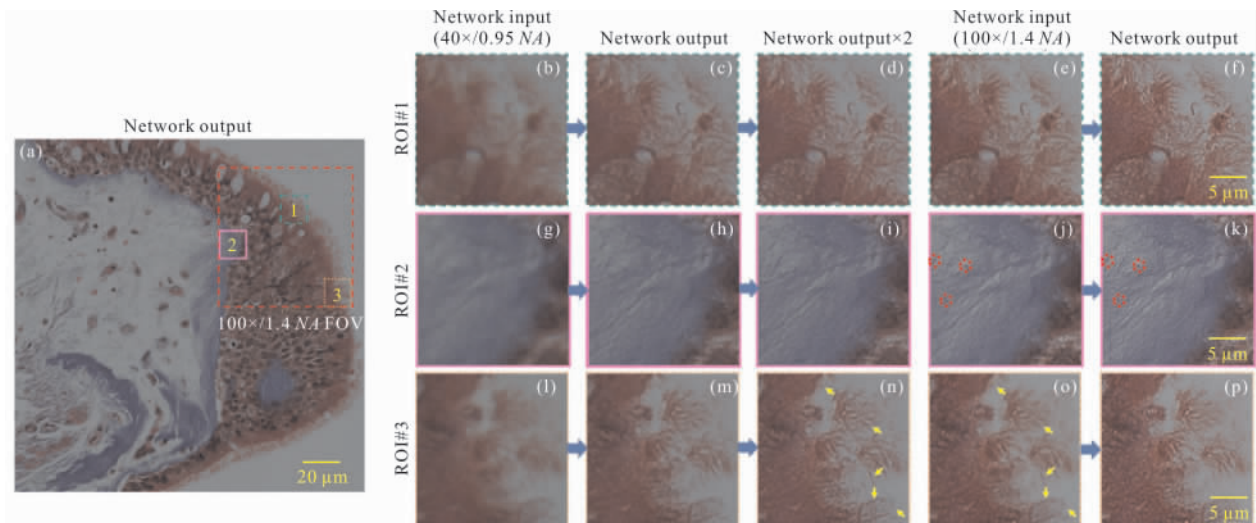 Network input
(40×/0.95 NA)
Network output
Network output×2
Network input
(100×/1.4 NA)
Network output
Network output
(a)
1
2
3
100×/1.4 NA FOV
20 μm
ROI#1
(b)
(c)
(d)
(e)
(f)
5 μm
ROI#2
(g)
(h)
(i)
(j)
(k)
5 μm
ROI#3
(l)
(m)
(n)
(o)
(p)
5 μm